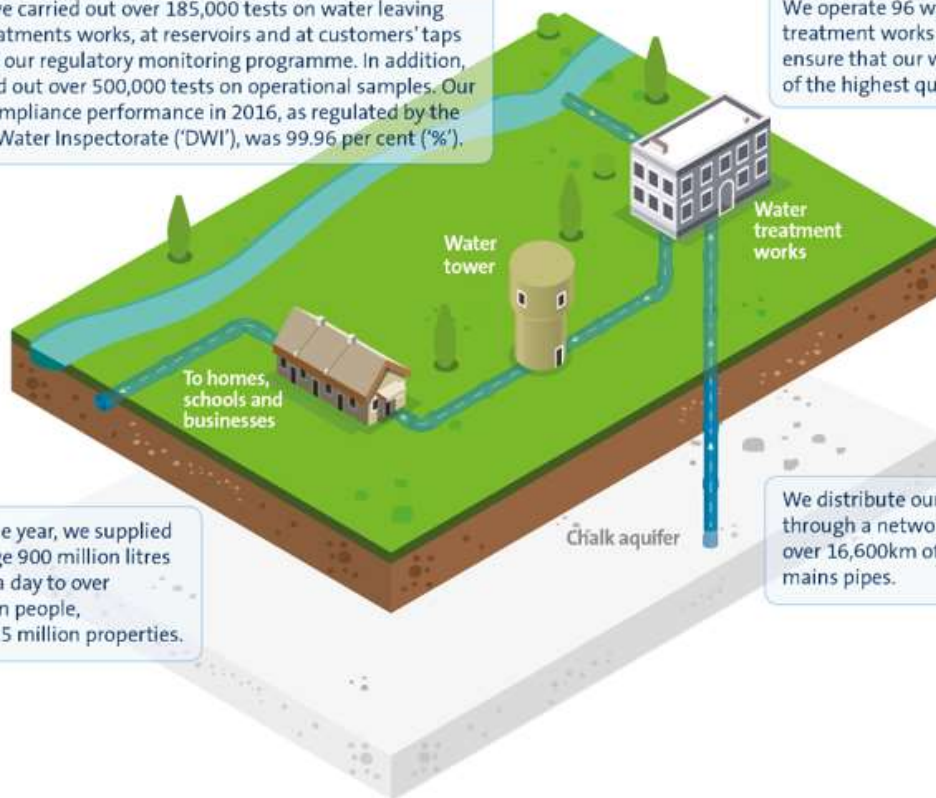 ve carried out over 185,000 tests on water leaving
atments works, at reservoirs and at customers' taps
our regulatory monitoring programme. In addition,
d out over 500,000 tests on operational samples. Our
mpliance performance in 2016, as regulated by the
Water Inspectorate ('DWI'), was 99.96 per cent ('%').
We operate 96 w
treatment works
ensure that our w
of the highest qu
Water
treatment
works
Water
tower
To homes,
schools and
businesses
Chalk aquifer
e year, we supplied
ge 900 million litres
a day to over
n people,
5 million properties.
We distribute our
through a netwo
over 16,600km of
mains pipes.